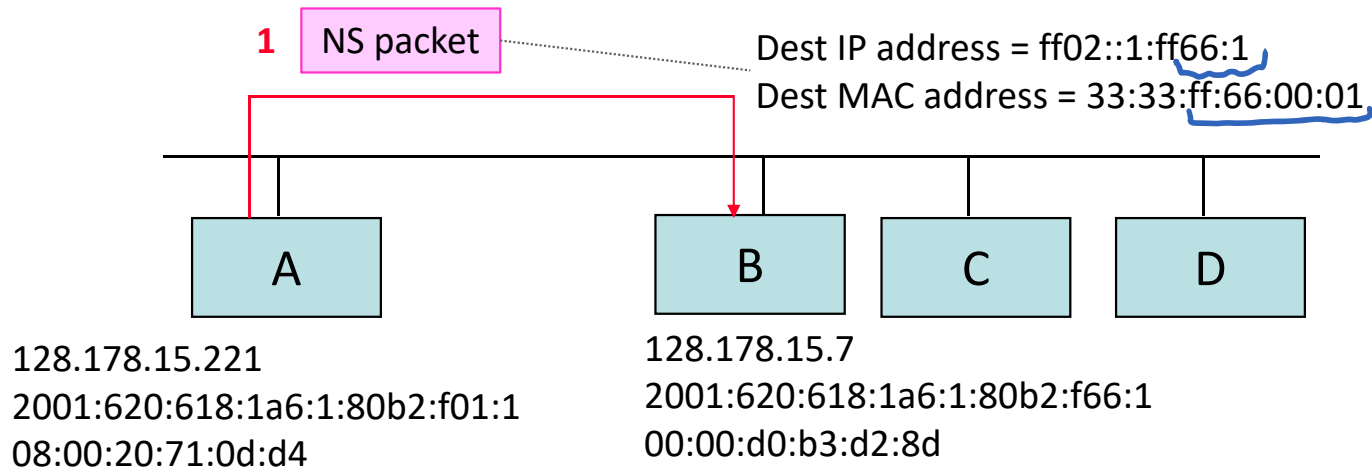 1 NS packet
Dest IP address = ff02::1:ff66:1
Dest MAC address = 33:33:ff:66:00:01
A
B
C
D
128.178.15.221
2001:620:618:1a6:1:80b2:f01:1
08:00:20:71:0d:d4
128.178.15.7
2001:620:618:1a6:1:80b2:f66:1
00:00:d0:b3:d2:8d